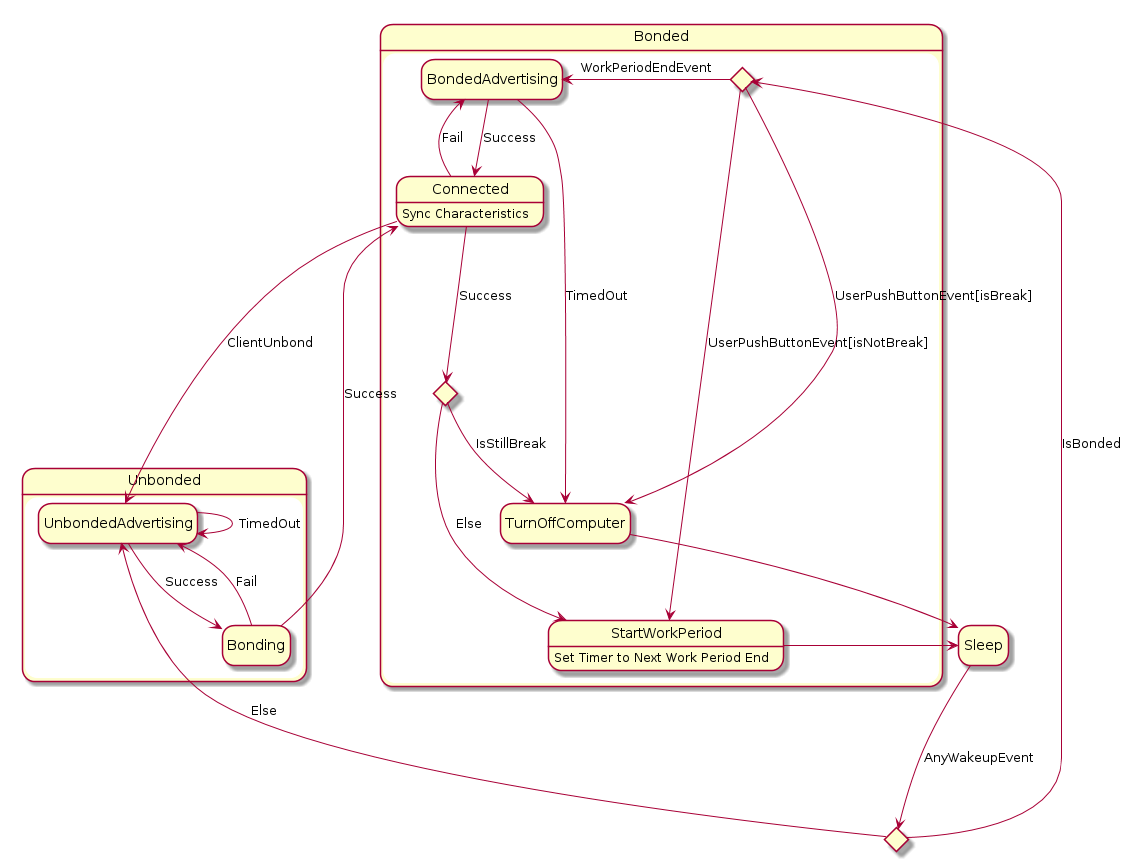 Bonded
BondedAdvertising
WorkPeriodEndEvent
Fail
Success
Connected
Sync Characteristics
Success
TimedOut
UserPushButtonEvent[isBreak]
ClientUnbond
UserPushButtonEvent[isNotBreak]
Success
IsStillBreak
IsBonded
Unbonded
UnbondedAdvertising
TimedOut
Else
TurnOffComputer
Success
Fail
Bonding
StartWorkPeriod
Set Timer to Next Work Period End
Sleep
Else
AnyWakeupEvent